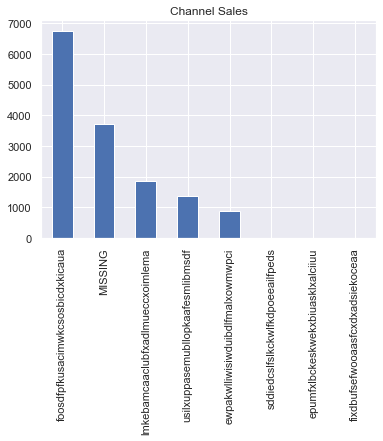 Channel Sales
7000
6000
5000
4000
3000
2000
1000
0
foosdfpfkusacimwkcsosbicdxkicaua
MISSING
lmkebamcaaclubfxadlmueccxoimlema
usilxuppasemubllopkaafesmlibmsdf
ewpakwlliwisiwduibdlfmalxowmwpci
sddiedcslfslkckwlfkdpoeeailfpeds
epumfxlbckeskwekxbiuasklxalciiuu
fixdbufsefwooaasfcxdxadsiekoceaa